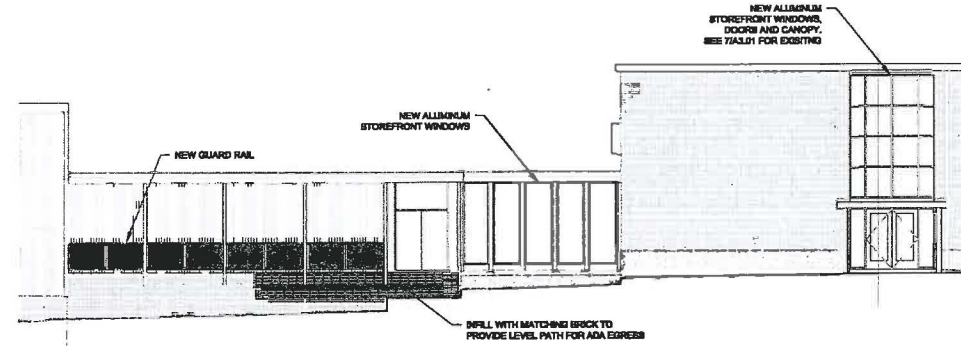 NEW ALUMINUM
STOREFRONT WINDOWS,
DOORS AND CANOPY.
SEE 7/A3.01 FOR EXISITNG
NEW ALUMINUM
STOREFRONT WINDOWS
NEW GUARD RAIL
INFILL WITH MATCHING BRICK TO
PROVIDE LEVEL PATH FOR ADA EGRESS